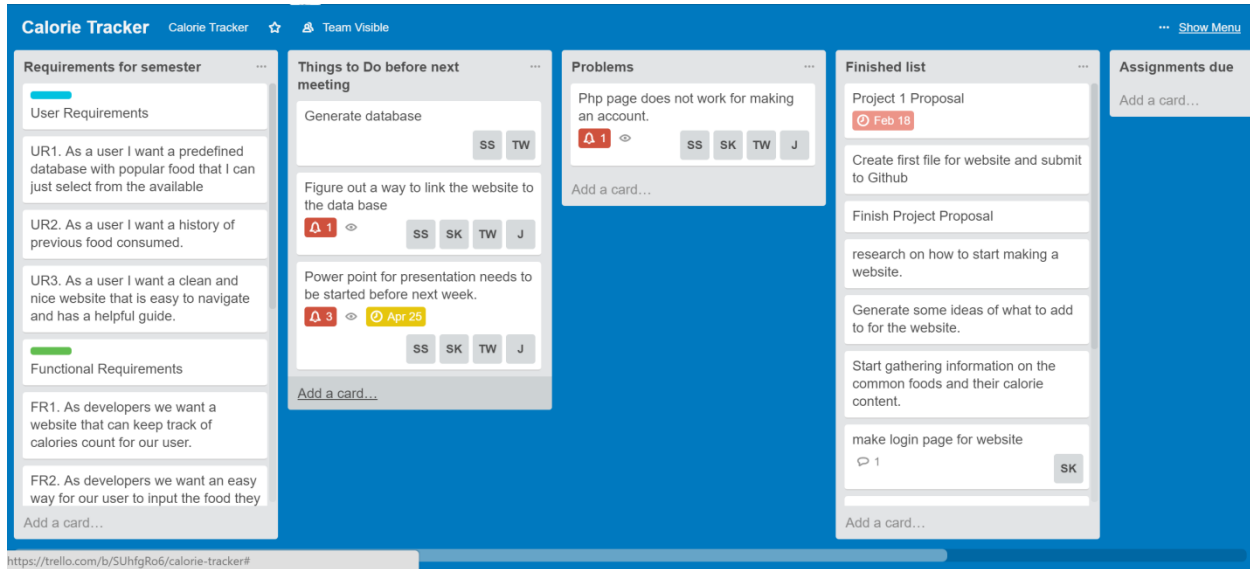 Calorie Tracker Calorie Tracker Team Visible ... Show Menu
Requirements for semester ...
User Requirements
UR1. As a user I want a predefined
database with popular food that I can
just select from the available
UR2. As a user I want a history of
previous food consumed.
UR3. As a user I want a clean and
nice website that is easy to navigate
and has a helpful guide.
Functional Requirements
FR1. As developers we want a
website that can keep track of
calories count for our user.
FR2. As developers we want an easy
way for our user to input the food they
Add a card…
Things to Do before next ...
meeting
Generate database
SS TW
Figure out a way to link the website to
the data base
1 SS SK TW J
Power point for presentation needs to
be started before next week.
3 Apr 25
SS SK TW J
Add a card…
Problems ...
Php page does not work for making
an account.
1 SS SK TW J
Add a card…
Finished list ...
Project 1 Proposal
Feb 18
Create first file for website and submit
to Github
Finish Project Proposal
research on how to start making a
website.
Generate some ideas of what to add
to for the website.
Start gathering information on the
common foods and their calorie
content.
make login page for website
1 SK
Add a card…
Assignments due
Add a card…
https://trello.com/b/SUhfgRo6/calorie-tracker#